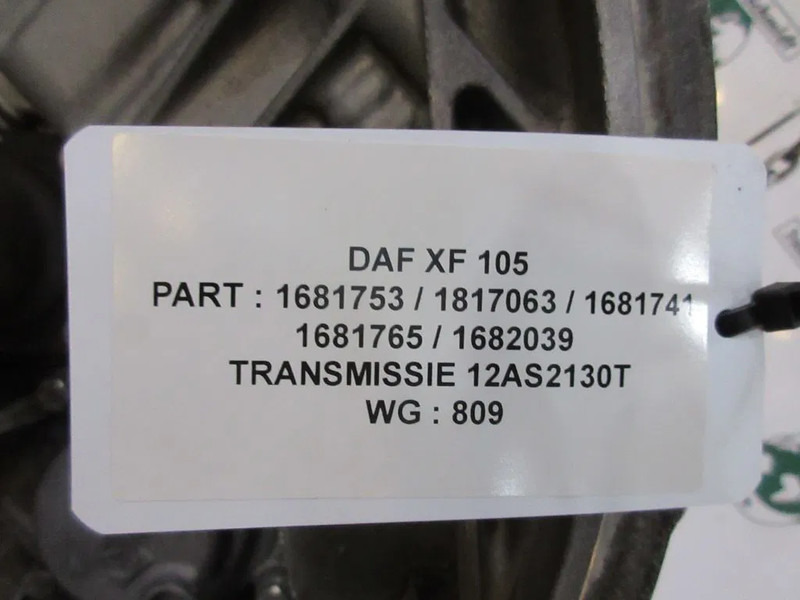 DAF XF 105
PART : 1681753 / 1817063 / 1681741
1681765 / 1682039
TRANSMISSIE 12AS2130T
WG : 809